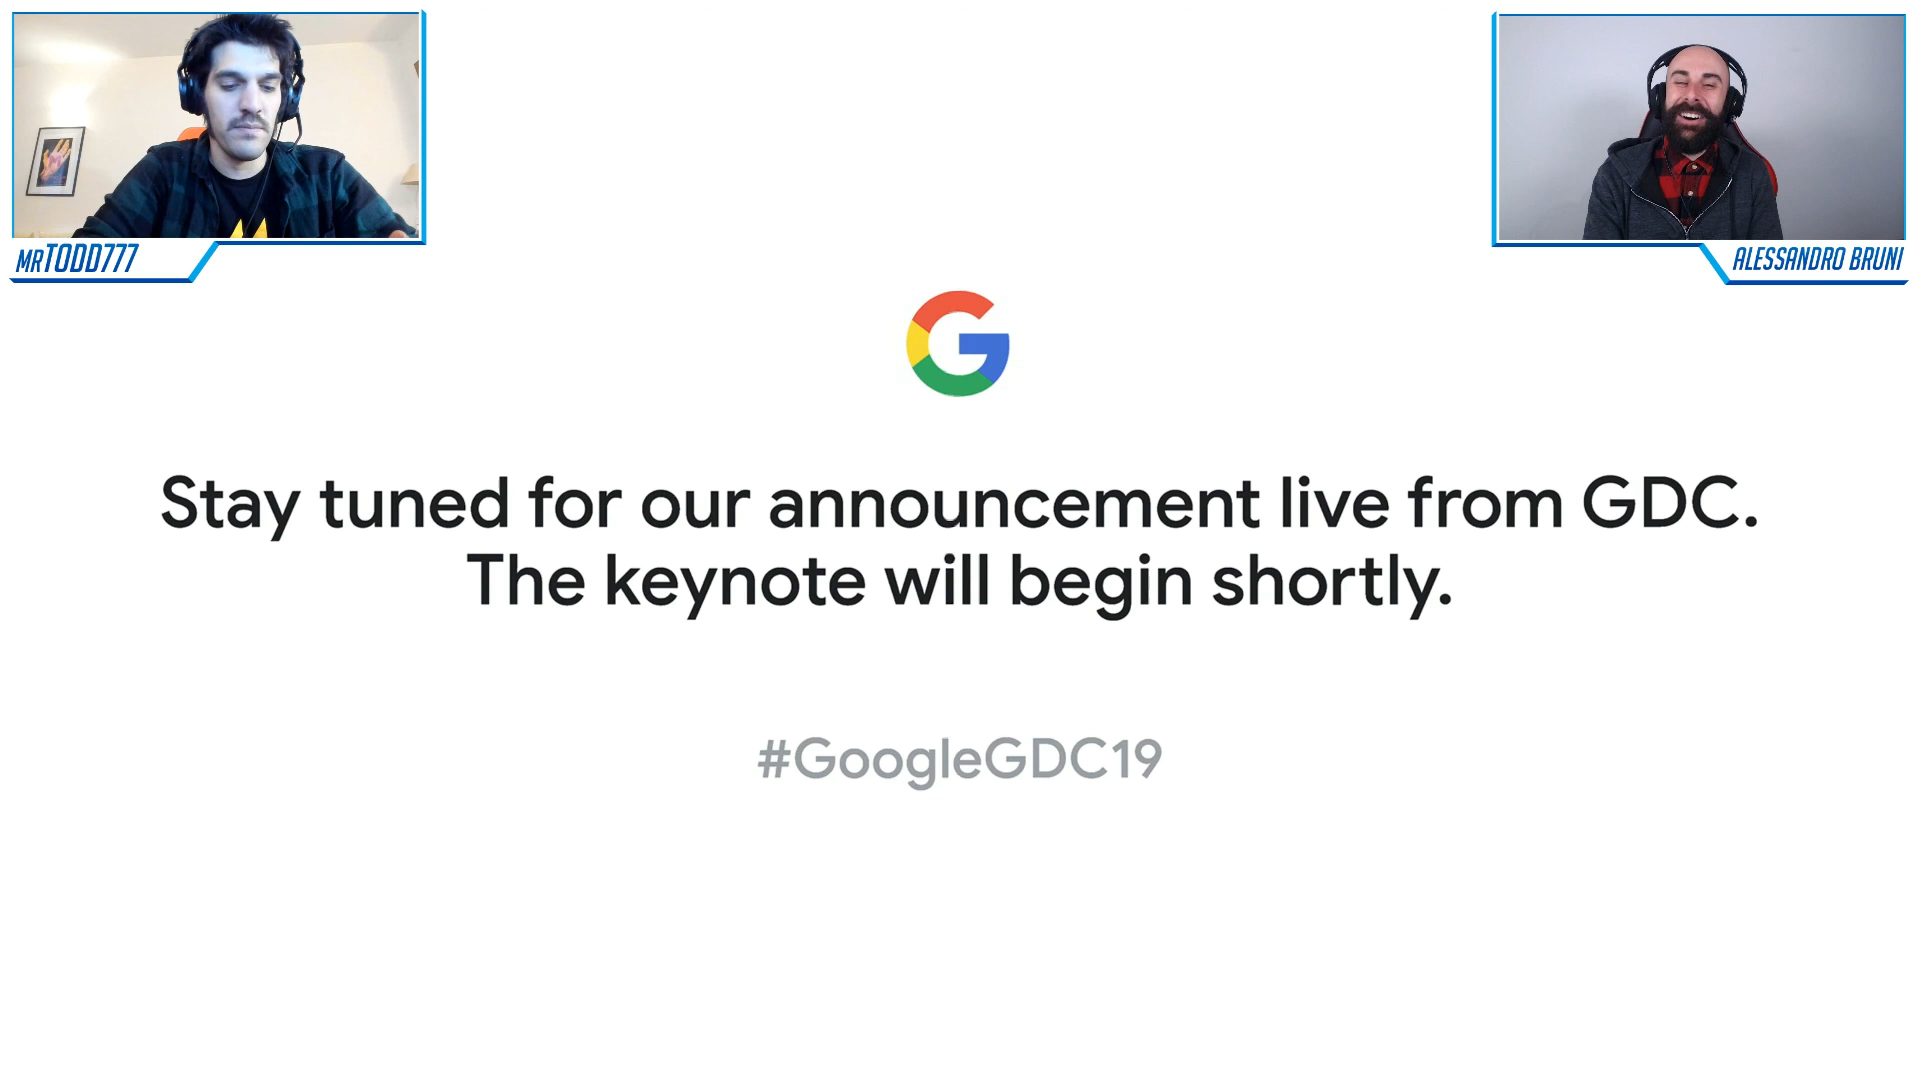 MRTODD777
ALESSANDRO BRUNI
Stay tuned for our announcement live from GDC.
The keynote will begin shortly.
#GoogleGDC19